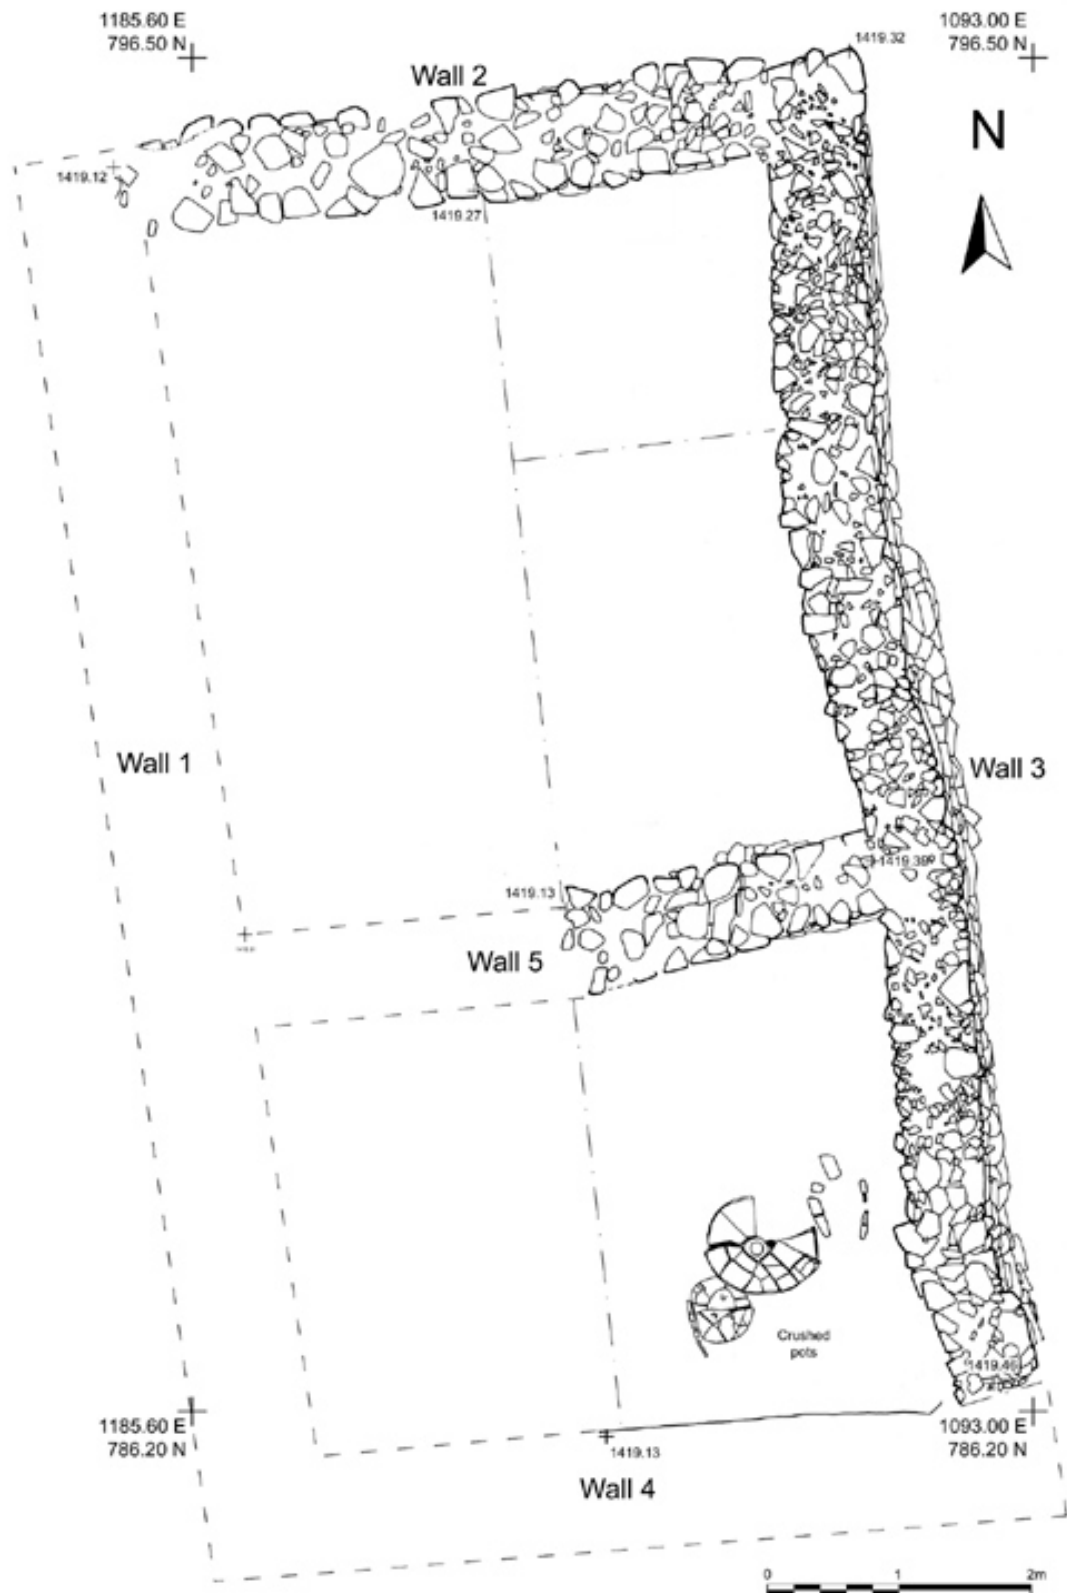 1185.60 E
796.50 N
1093.00 E
796.50 N
1419.32
Wall 2
N
1419.12
1419.27
Wall 1
Wall 3
1419.13
Wall 5
Crushed
pots
1419.46
1185.60 E
786.20 N
1093.00 E
786.20 N
1419.13
Wall 4
0 1 2m